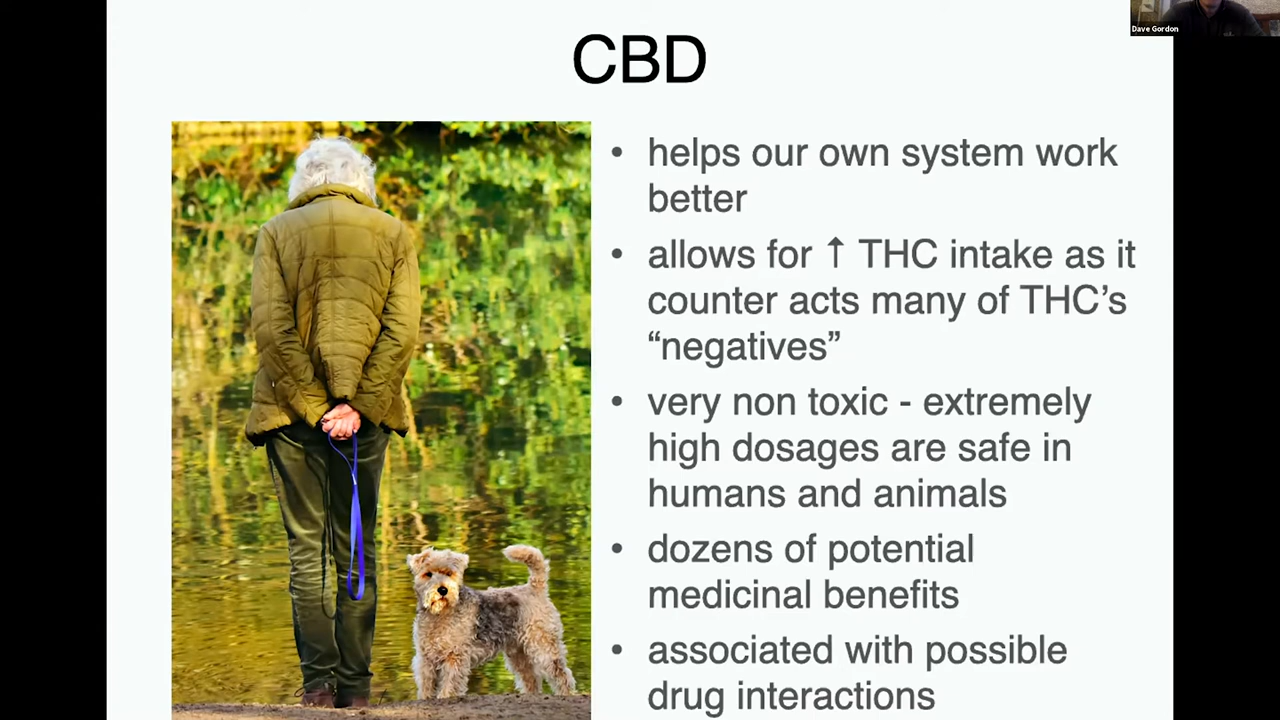 Dave Gordon
CBD
• helps our own system work
better
• allows for ↑ THC intake as it
counter acts many of THC’s
“negatives”
• very non toxic - extremely
high dosages are safe in
humans and animals
• dozens of potential
medicinal benefits
• associated with possible
drug interactions